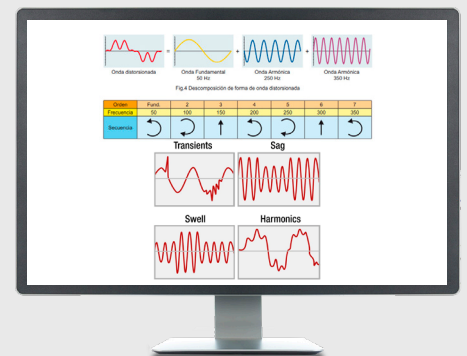 Onda distorsionada
=
Onda Fundamental
50 Hz
+
Onda Armónica
250 Hz
+
Onda Armónica
350 Hz
Fig.4 Descomposición de forma de onda distorsionada
Orden Fund. 2 3 4 5 6 7
Frecuencia 50 100 150 200 250 300 350
Secuencia
Transients Sag
Swell Harmonics